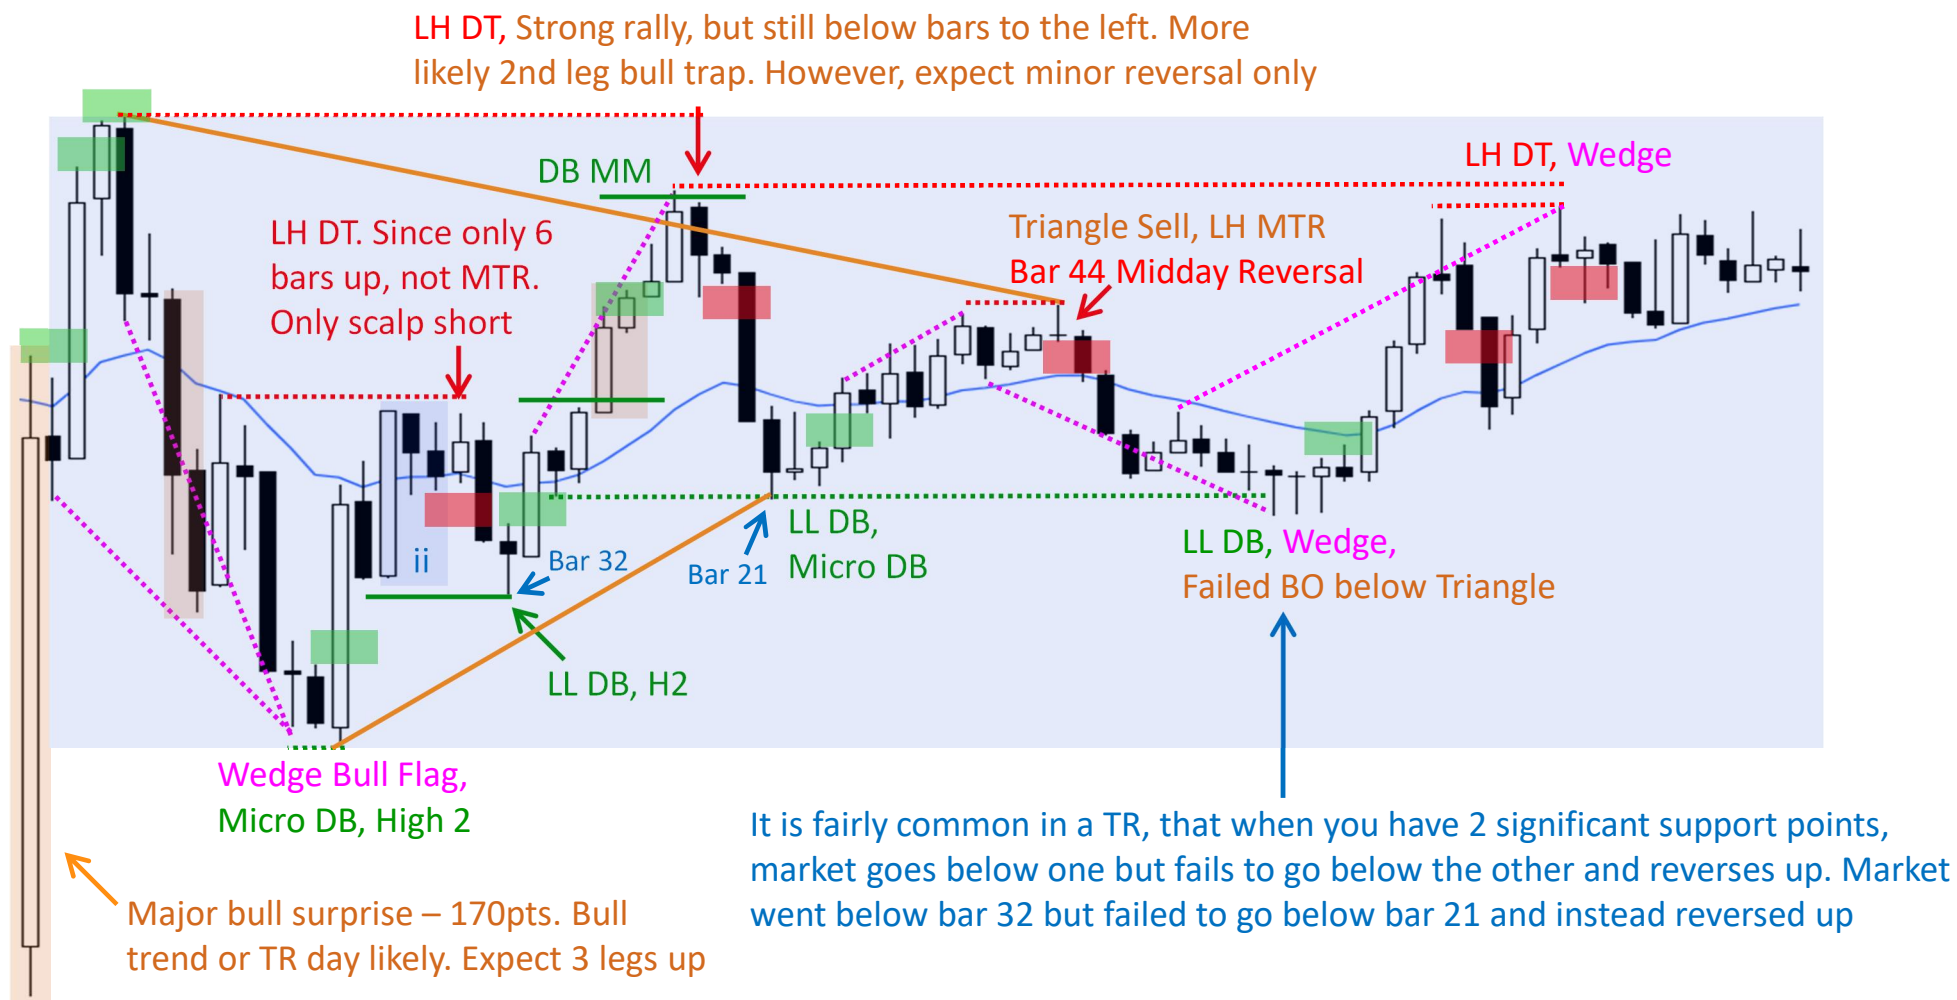 LH DT, Strong rally, but still below bars to the left. More
likely 2nd leg bull trap. However, expect minor reversal only
DB MM
LH DT, Wedge
LH DT. Since only 6
bars up, not MTR.
Only scalp short
Triangle Sell, LH MTR
Bar 44 Midday Reversal
ii
Bar 32
Bar 21
LL DB,
Micro DB
LL DB, Wedge,
Failed BO below Triangle
LL DB, H2
Wedge Bull Flag,
Micro DB, High 2
It is fairly common in a TR, that when you have 2 significant support points,
market goes below one but fails to go below the other and reverses up. Market
went below bar 32 but failed to go below bar 21 and instead reversed up
Major bull surprise – 170pts. Bull
trend or TR day likely. Expect 3 legs up